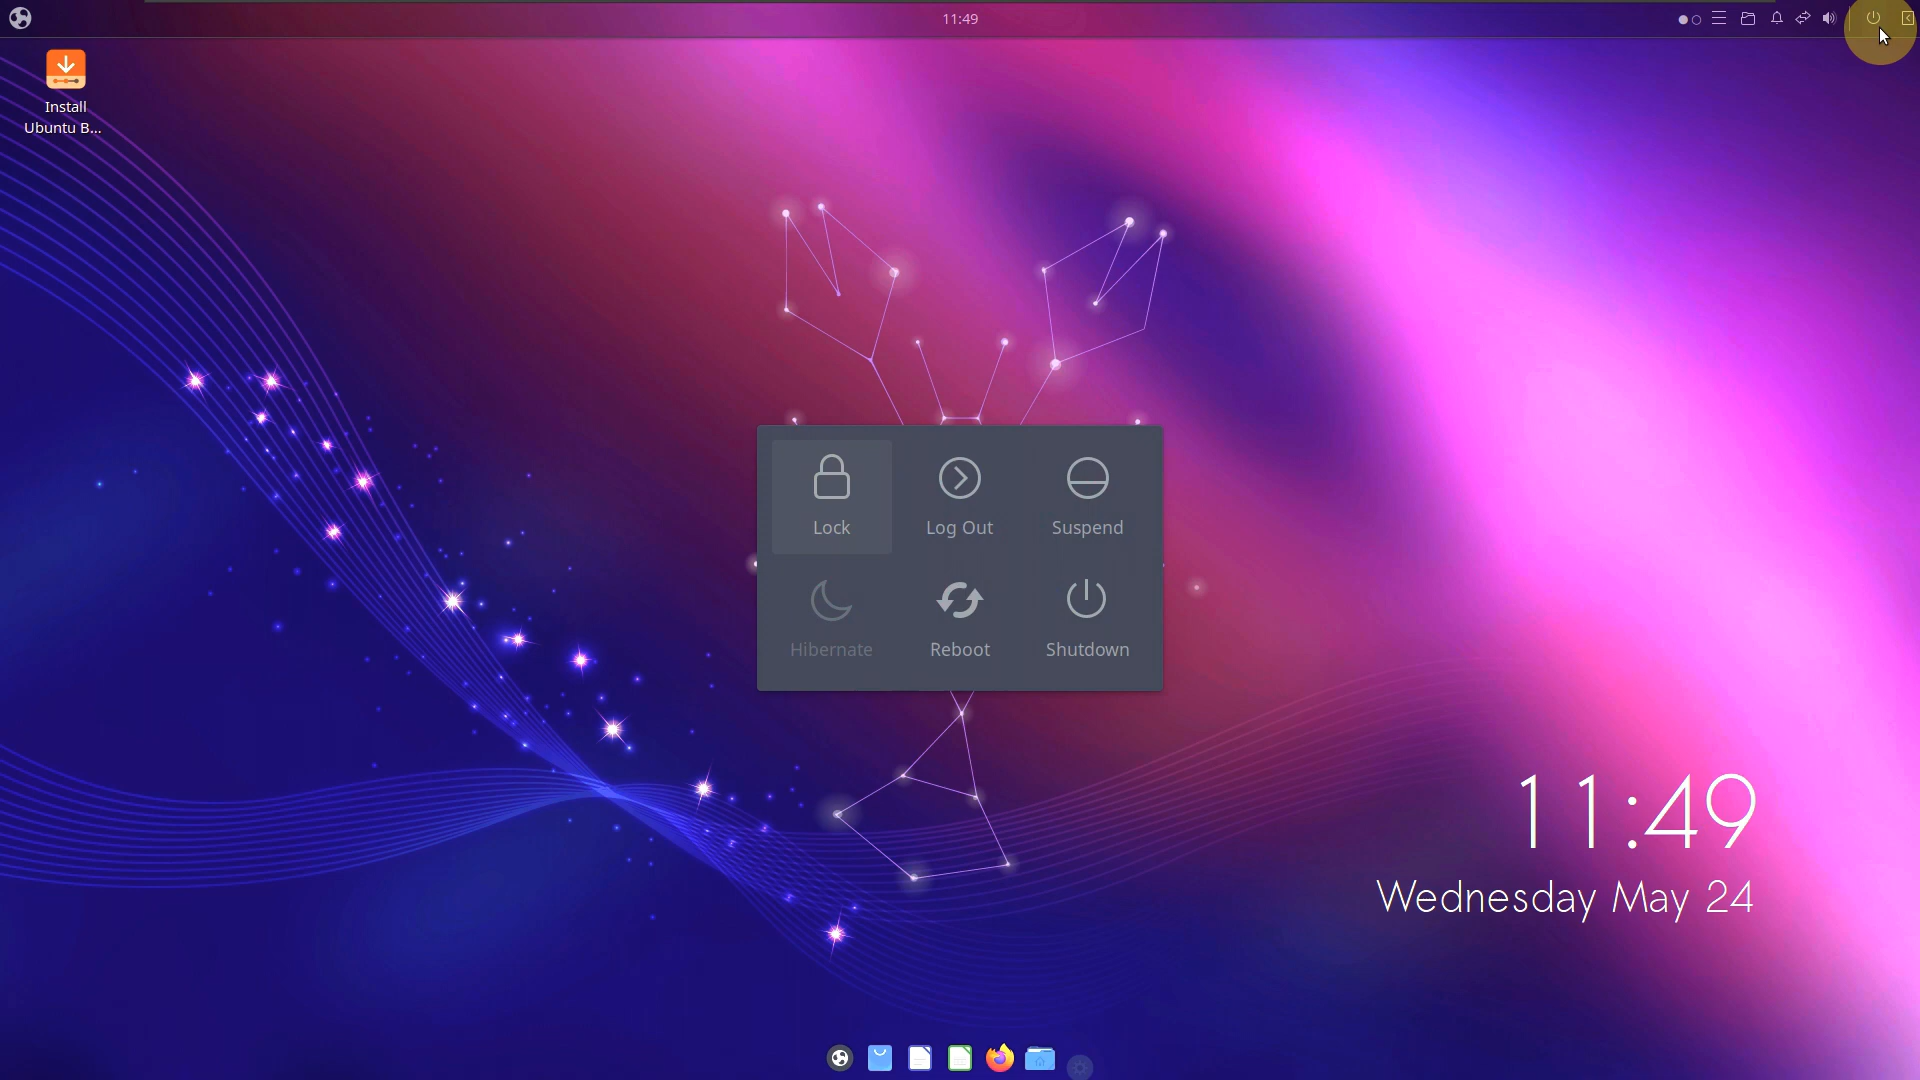 11:49
Install
Ubuntu B...
Lock
Log Out
Suspend
Hibernate
Reboot
Shutdown
11:49
Wednesday May 24